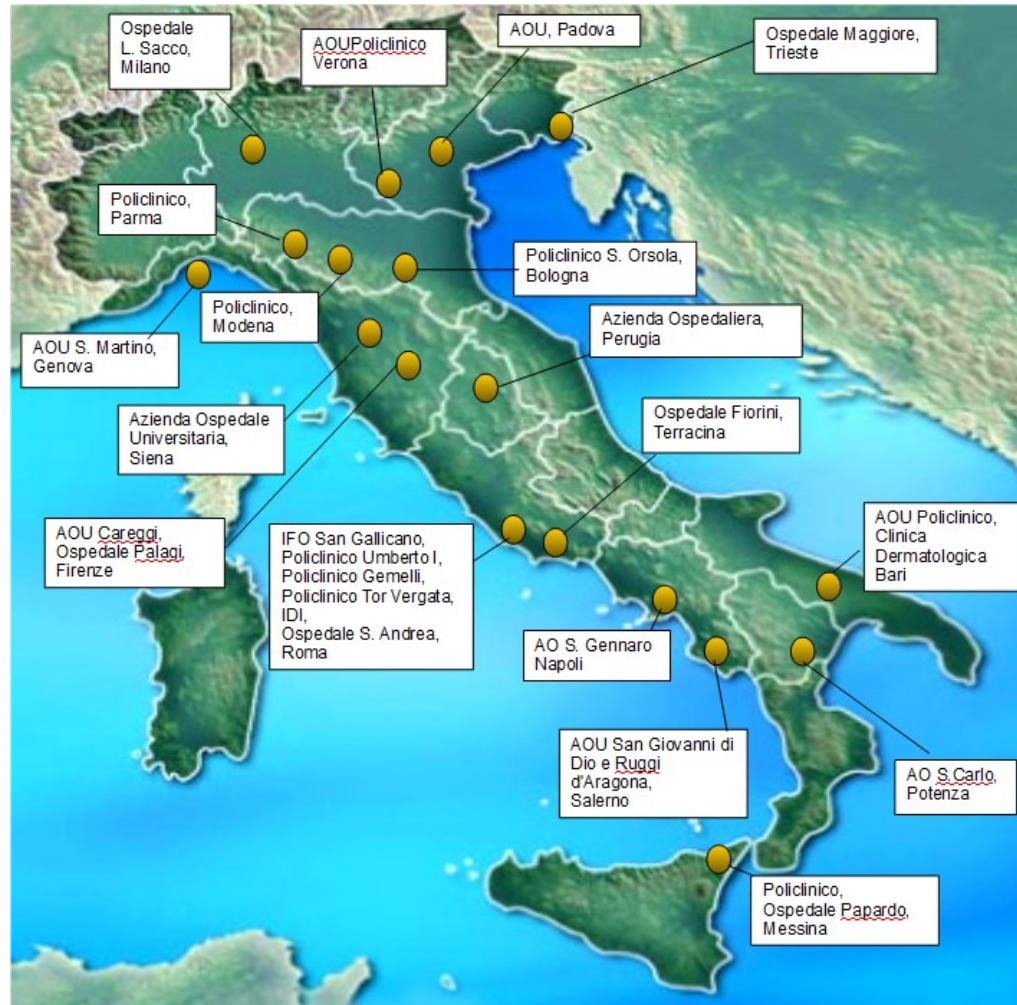 Ospedale
L. Sacco,
Milano
AOUPoliclinico
Verona
AOU, Padova
Ospedale Maggiore,
Trieste
Policlinico,
Parma
Policlinico S. Orsola,
Bologna
Policlinico,
Modena
AOU S. Martino,
Genova
Azienda Ospedaliera,
Perugia
Azienda Ospedale
Universitaria,
Siena
Ospedale Fiorini,
Terracina
AOU Careggi,
Ospedale Palagi,
Firenze
IFO San Gallicano,
Policlinico Umberto I,
Policlinico Gemelli,
Policlinico Tor Vergata,
IDI,
Ospedale S. Andrea,
Roma
AOU Policlinico,
Clinica
Dermatologica
Bari
AO S. Gennaro
Napoli
AOU San Giovanni di
Dio e Ruggi
d'Aragona,
Salerno
AO S.Carlo,
Potenza
Policlinico,
Ospedale Papardo,
Messina